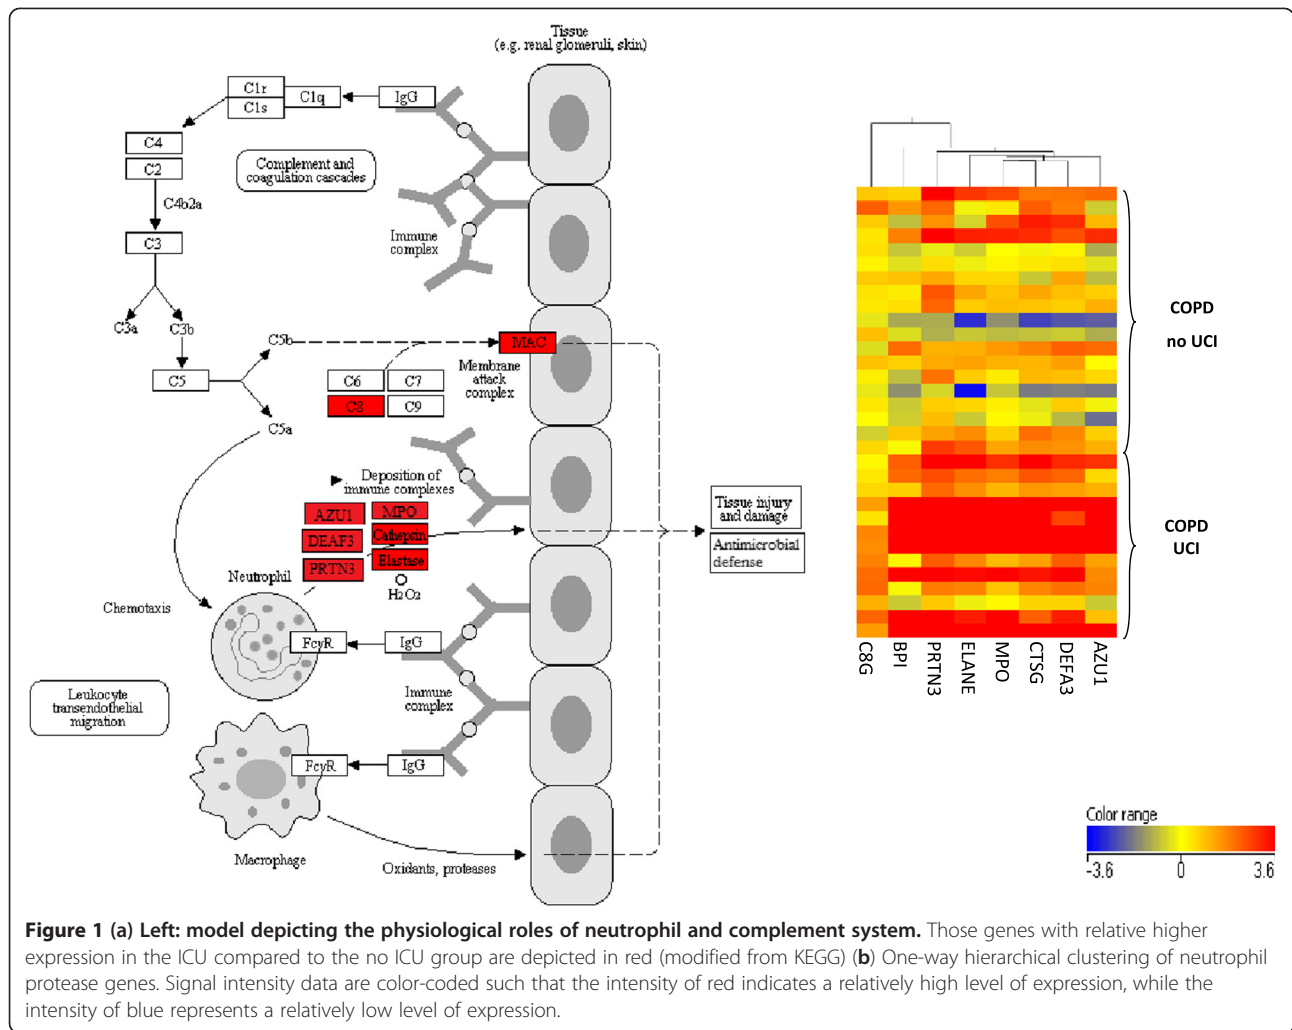 Tissue
(e.g. renal glomeruli, skin)
C1r
C1s
C1q
IgG
C4
C2
Complement and
coagulation cascades
C4b2a
C3
Immune
complex
C3a
C3b
C5b
MAC
Membrane
attack
complex
C5
C6
C7
C8
C9
C5a
Deposition of
immune complexes
AZU1
MPO
DEAF3
Cathepsin
PRTN3
Elastase
H2O2
Tissue injury
and damage
Antimicrobial
defense
Neutrophil
Chemotaxis
FcγR
IgG
Leukocyte
transendothelial
migration
Immune
complex
FcγR
IgG
Macrophage
Oxidants, proteases
COPD
no UCI
COPD
UCI
C8G
BPI
PRTN3
ELANE
MPO
CTSG
DEFA3
AZU1
Color range
-3.6
0
3.6
Figure 1 (a) Left: model depicting the physiological roles of neutrophil and complement system. Those genes with relative higher
expression in the ICU compared to the no ICU group are depicted in red (modified from KEGG) (b) One-way hierarchical clustering of neutrophil
protease genes. Signal intensity data are color-coded such that the intensity of red indicates a relatively high level of expression, while the
intensity of blue represents a relatively low level of expression.